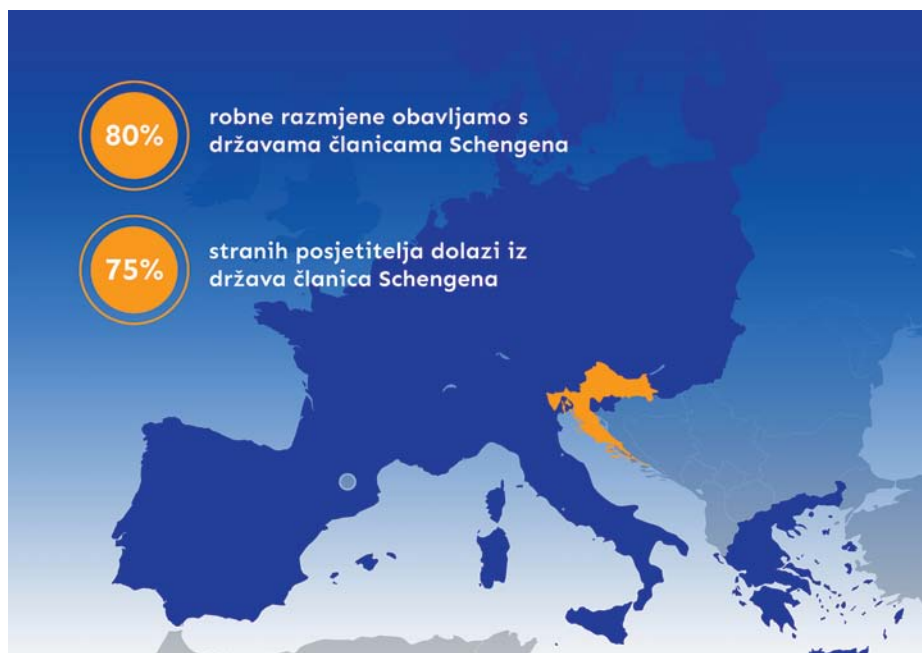 80%
robne razmjene obavljamo s
državama članicama Schengena
75%
stranih posjetitelja dolazi iz
država članica Schengena